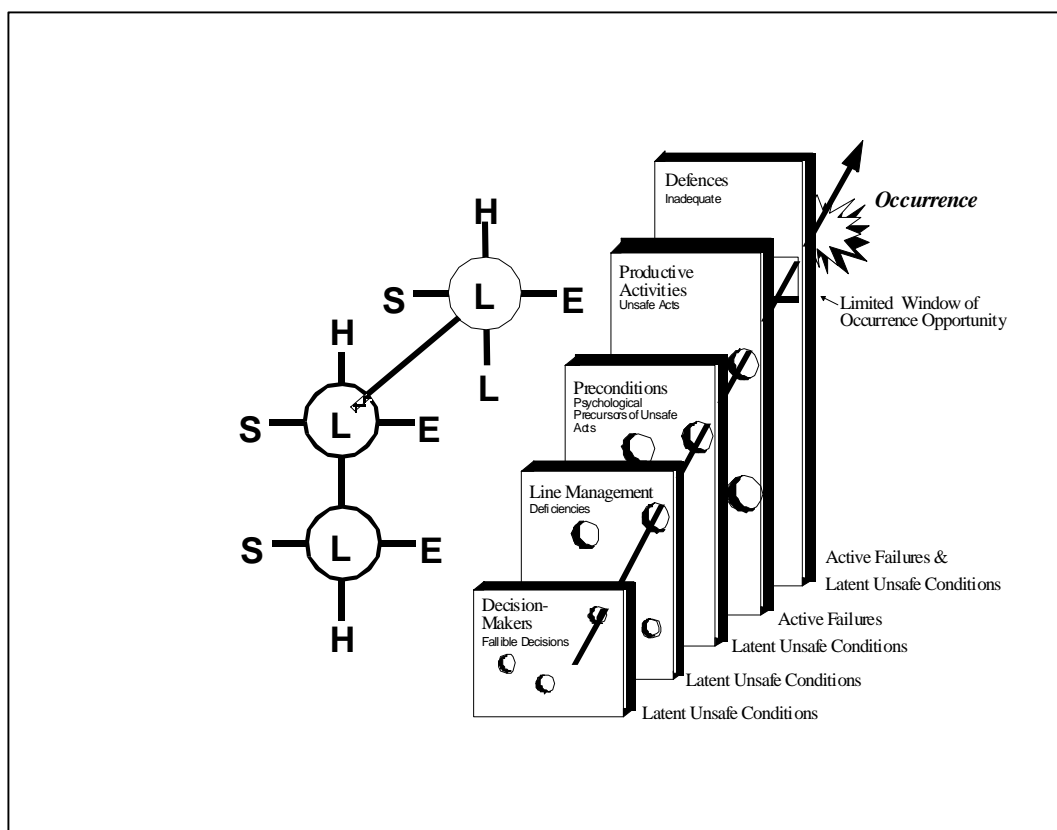 H
S L E
L
H
S L E
S L E
H
Defences
Inadequate
Occurrence
Productive
Activities
Unsafe Acts
Limited Window of
Occurrence Opportunity
Preconditions
Psychological
Precursors of Unsafe
Acts
Line Management
Deficiencies
Decision-
Makers
Fallible Decisions
Active Failures &
Latent Unsafe Conditions
Active Failures
Latent Unsafe Conditions
Latent Unsafe Conditions
Latent Unsafe Conditions